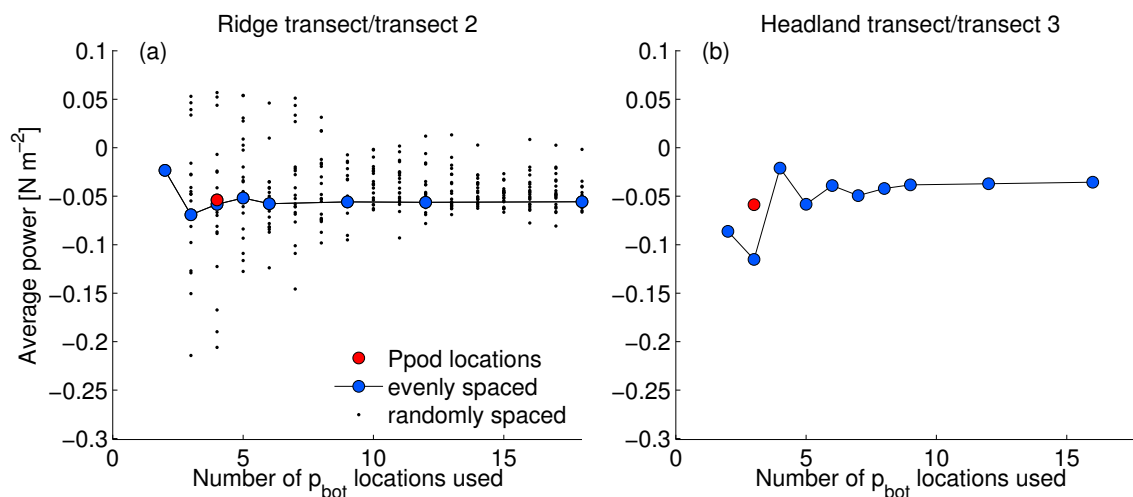 Ridge transect/transect 2
(a)
Average power [N m⁻²]
0.1
0.05
0
−0.05
−0.1
−0.15
−0.2
−0.25
−0.3
Ppod locations
evenly spaced
randomly spaced
0 5 10 15
Number of p_bot locations used
Headland transect/transect 3
(b)
0.1
0.05
0
−0.05
−0.1
−0.15
−0.2
−0.25
−0.3
0 5 10 15
Number of p_bot locations used